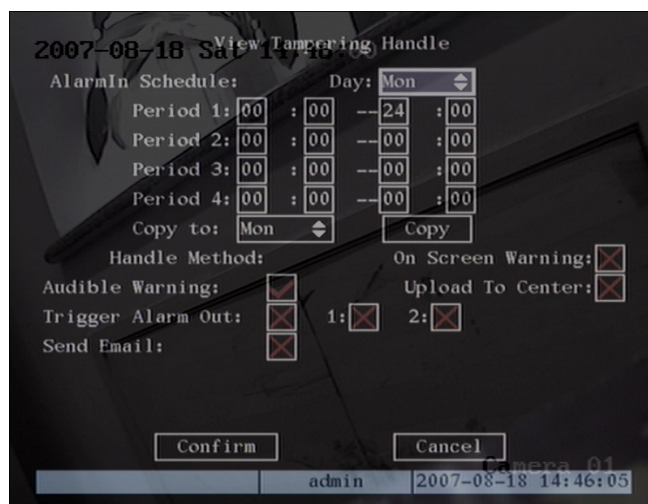 2007-08-18 Sat 14:46:06
View Tampering Handle
AlarmIn Schedule: Day: Mon
Period 1: 00 : 00 --24 : 00
Period 2: 00 : 00 --00 : 00
Period 3: 00 : 00 --00 : 00
Period 4: 00 : 00 --00 : 00
Copy to: Mon Copy
Handle Method: On Screen Warning:
Audible Warning: Upload To Center:
Trigger Alarm Out: 1: 2:
Send Email:
Confirm Cancel
Camera 01
admin 2007-08-18 14:46:05